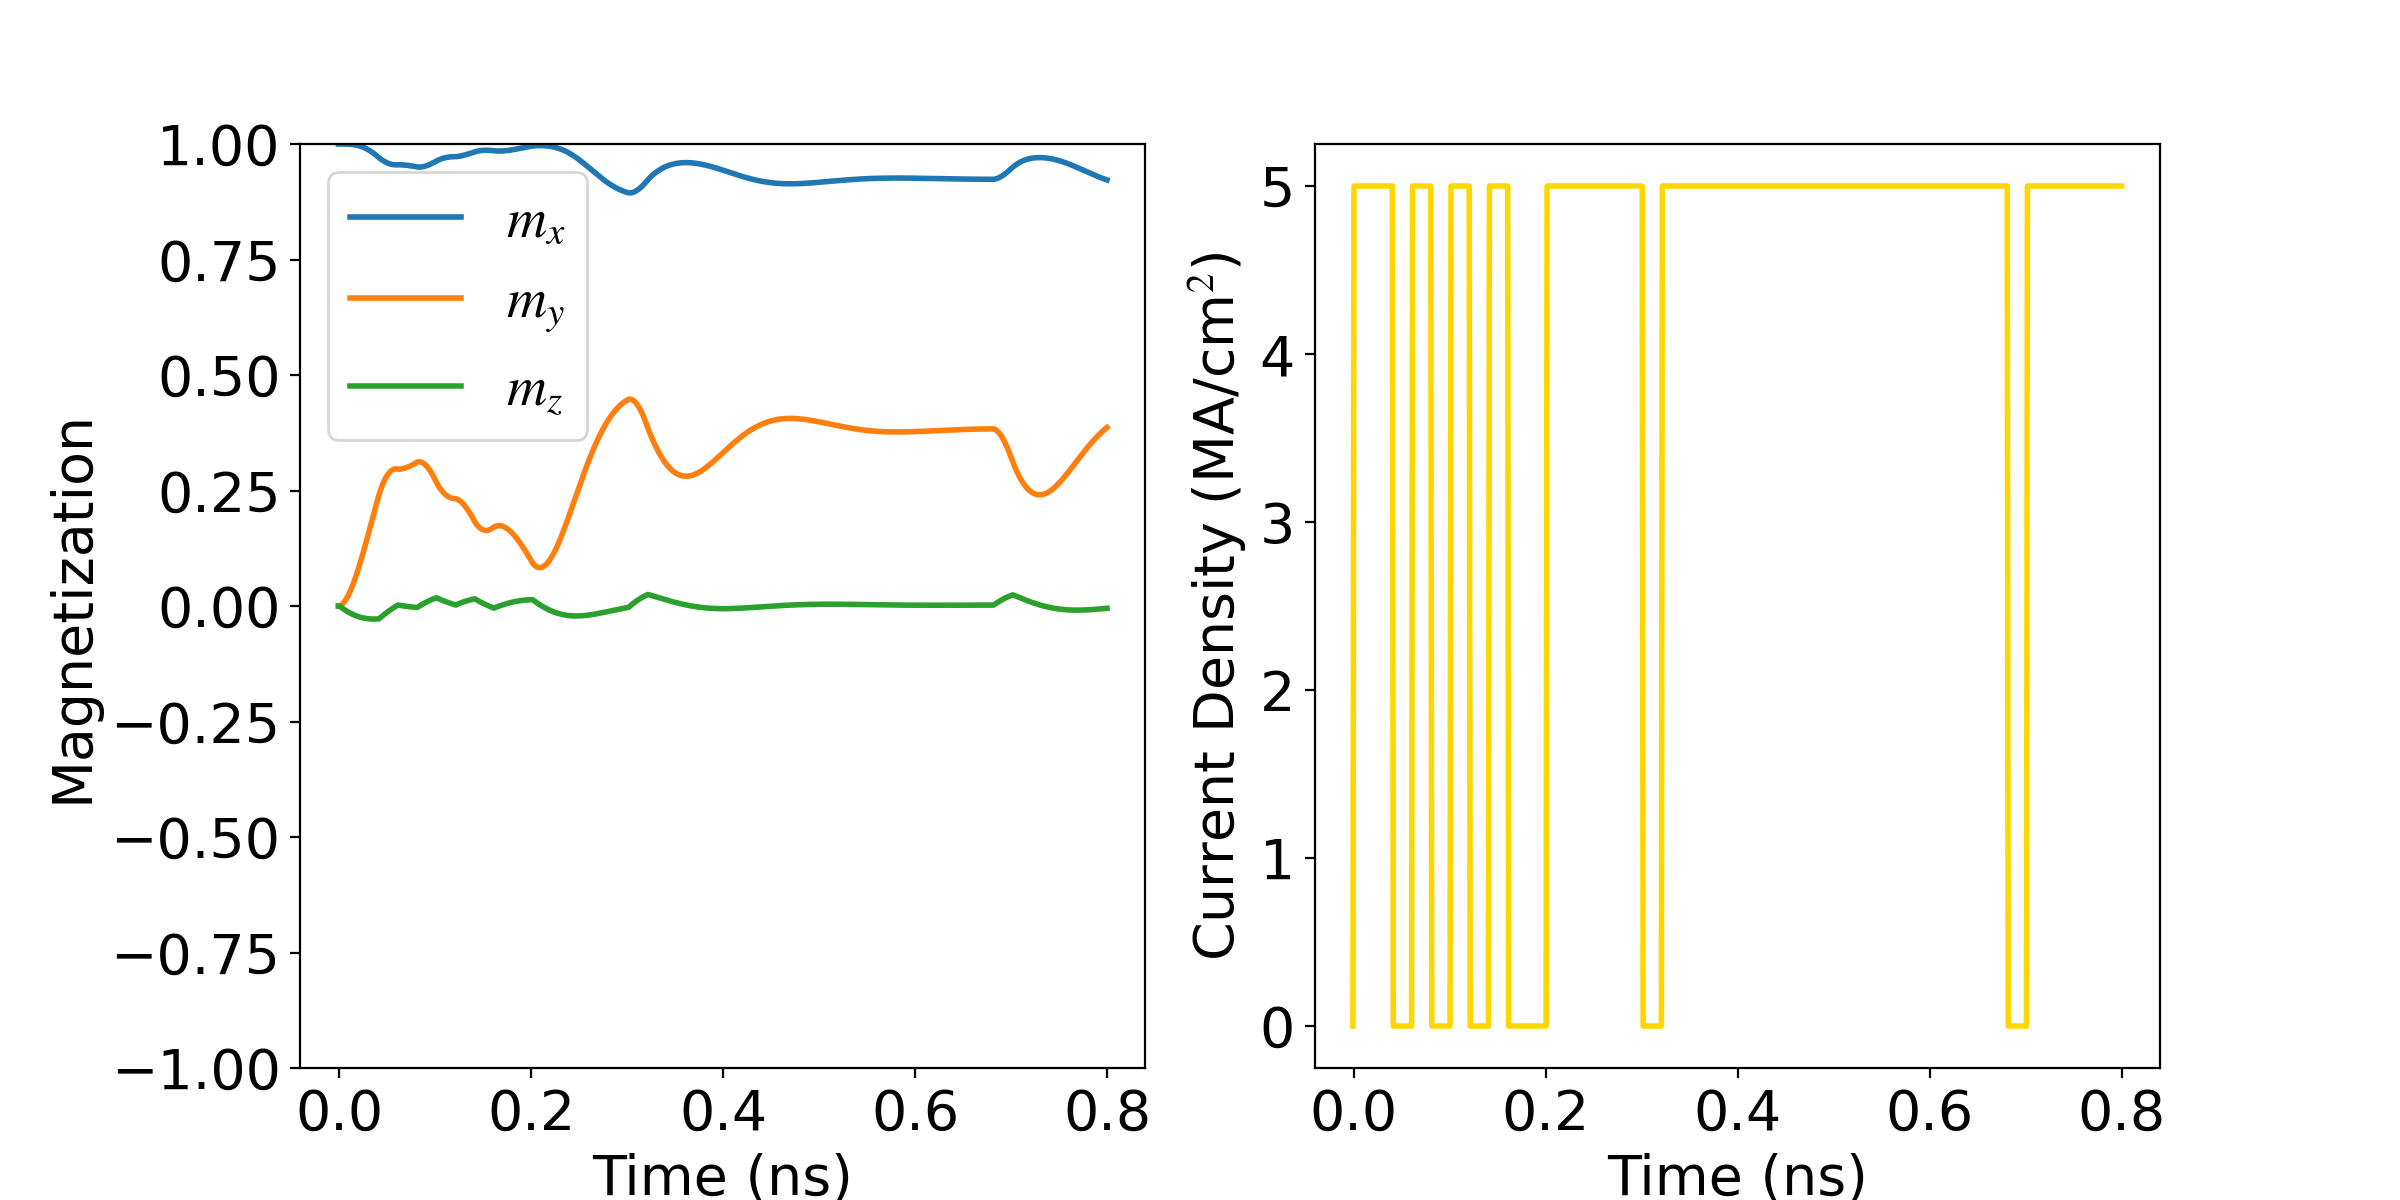 1.00
0.75
0.50
0.25
0.00
−0.25
−0.50
−0.75
−1.00
Magnetization
m_x
m_y
m_z
0.0 0.2 0.4 0.6 0.8
Time (ns)
5
4
3
2
1
0
Current Density (MA/cm²)
0.0 0.2 0.4 0.6 0.8
Time (ns)